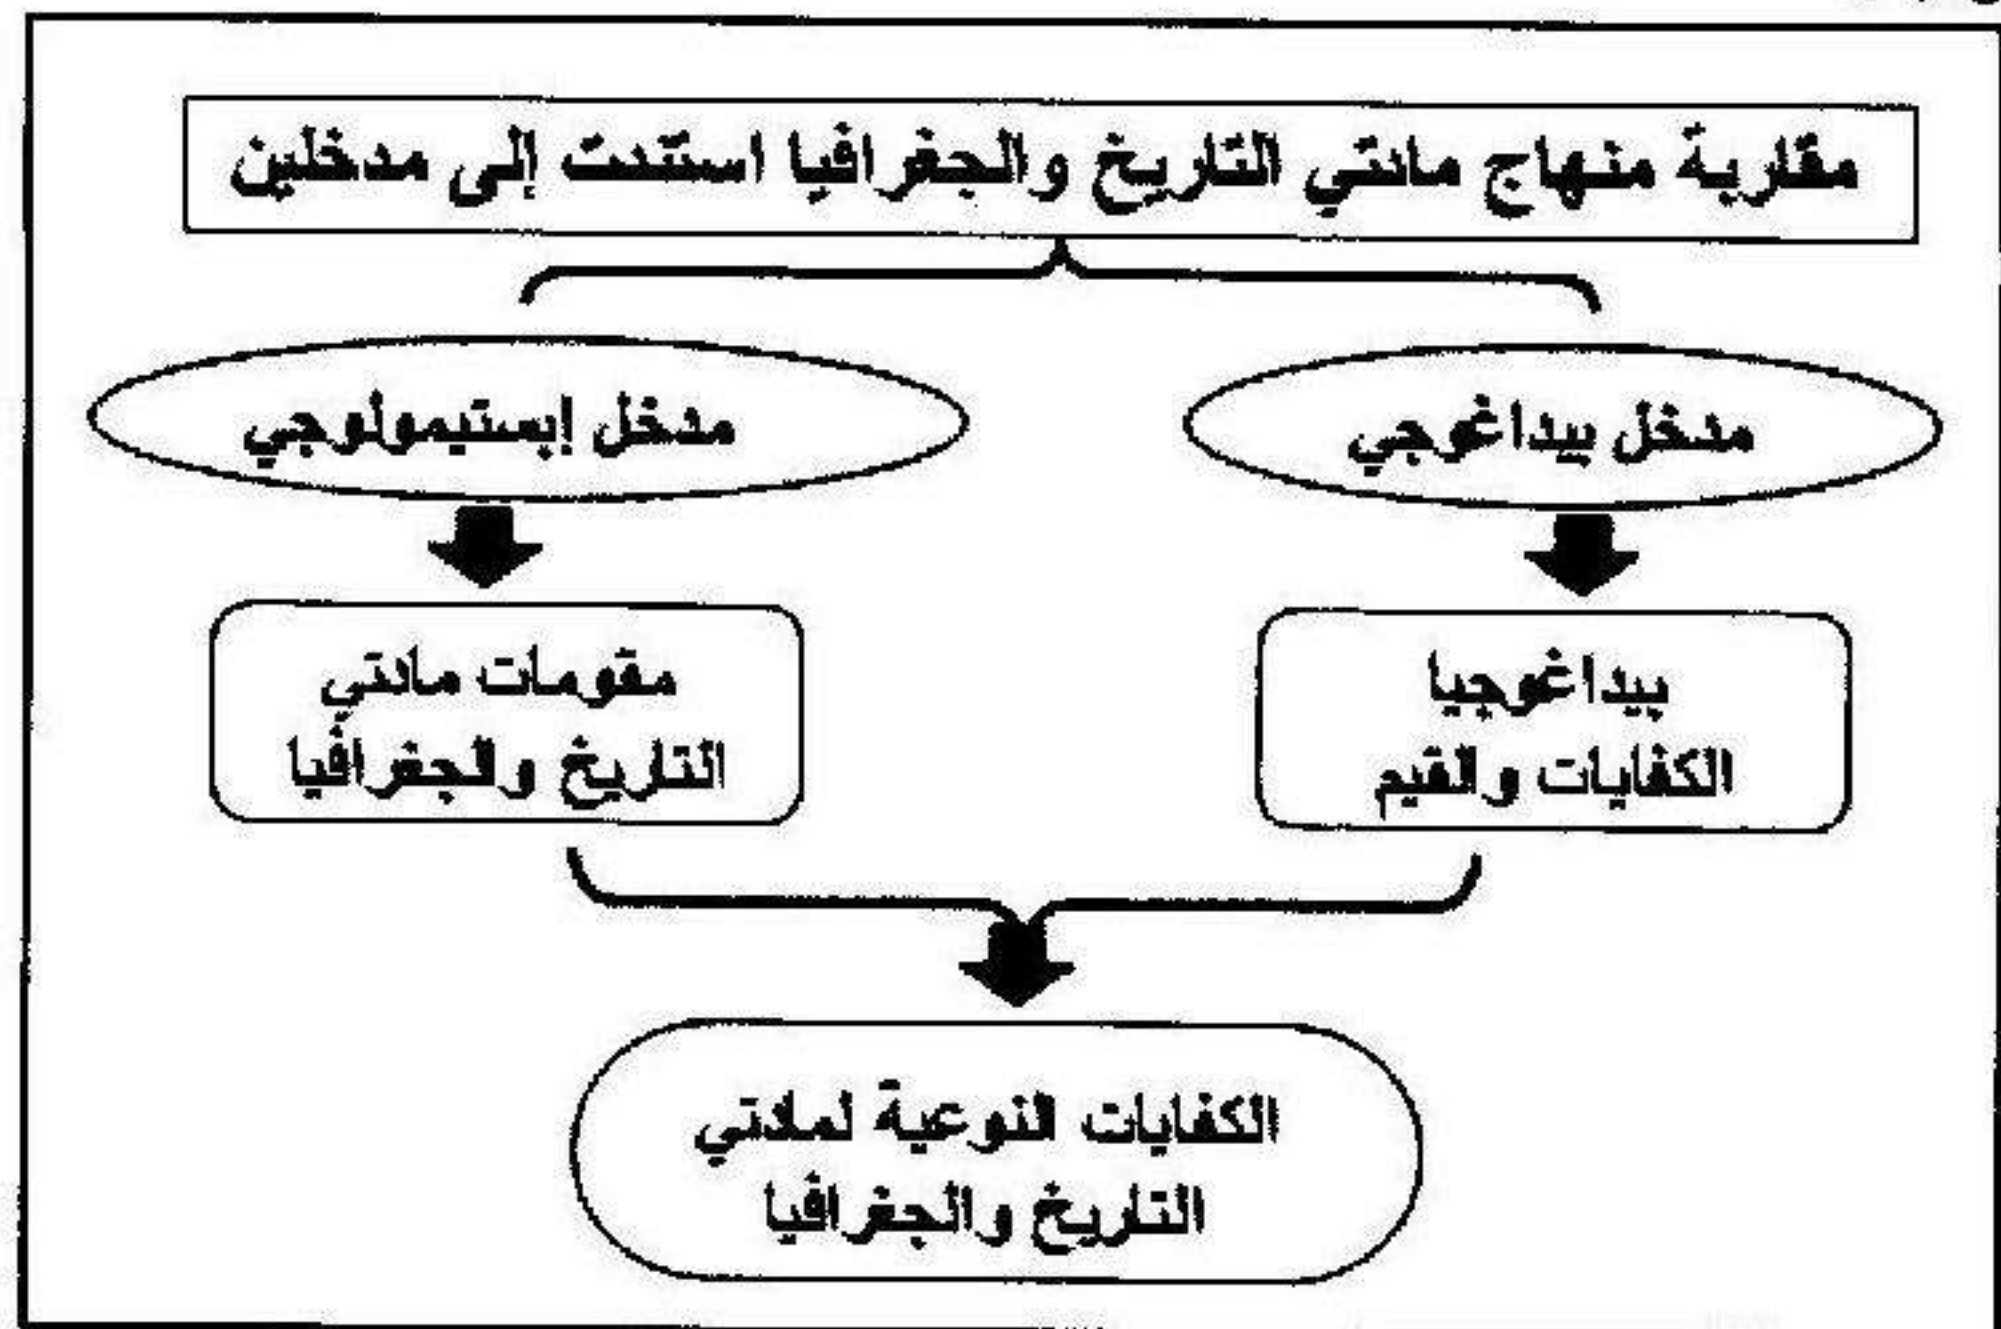 مقاربة منهاج مادتي التاريخ والجغرافيا استندت إلى مدخلين
مدخل بيداغوجي
مدخل إبستيمولوجي
بيداغوجيا
الكفايات والقيم
مقومات مادتي
التاريخ والجغرافيا
الكفايات النوعية لمادتي
التاريخ والجغرافيا